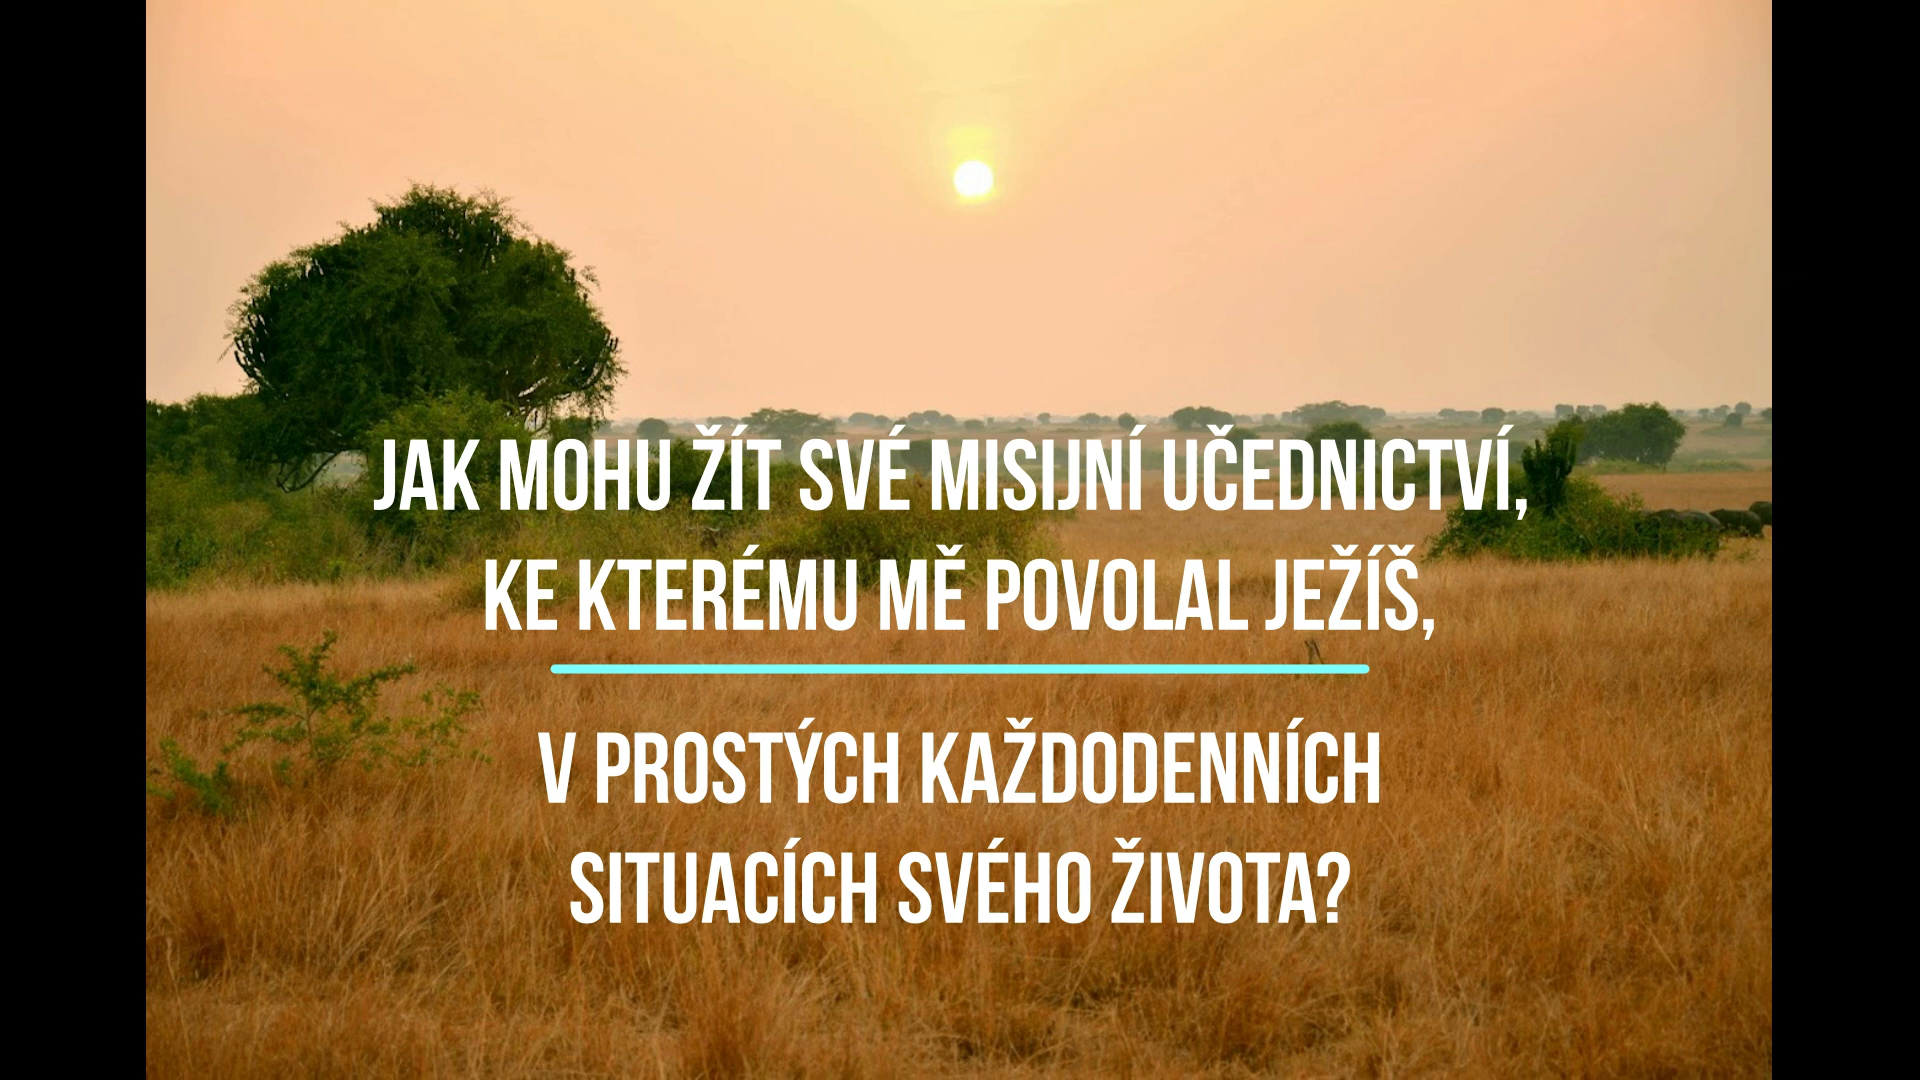 JAK MOHU ŽÍT SVÉ MISIJNÍ UČEDNICTVÍ,
KE KTERÉMU MĚ POVOLAL JEŽÍŠ,
V PROSTÝCH KAŽDODENNÍCH
SITUACÍCH SVÉHO ŽIVOTA?